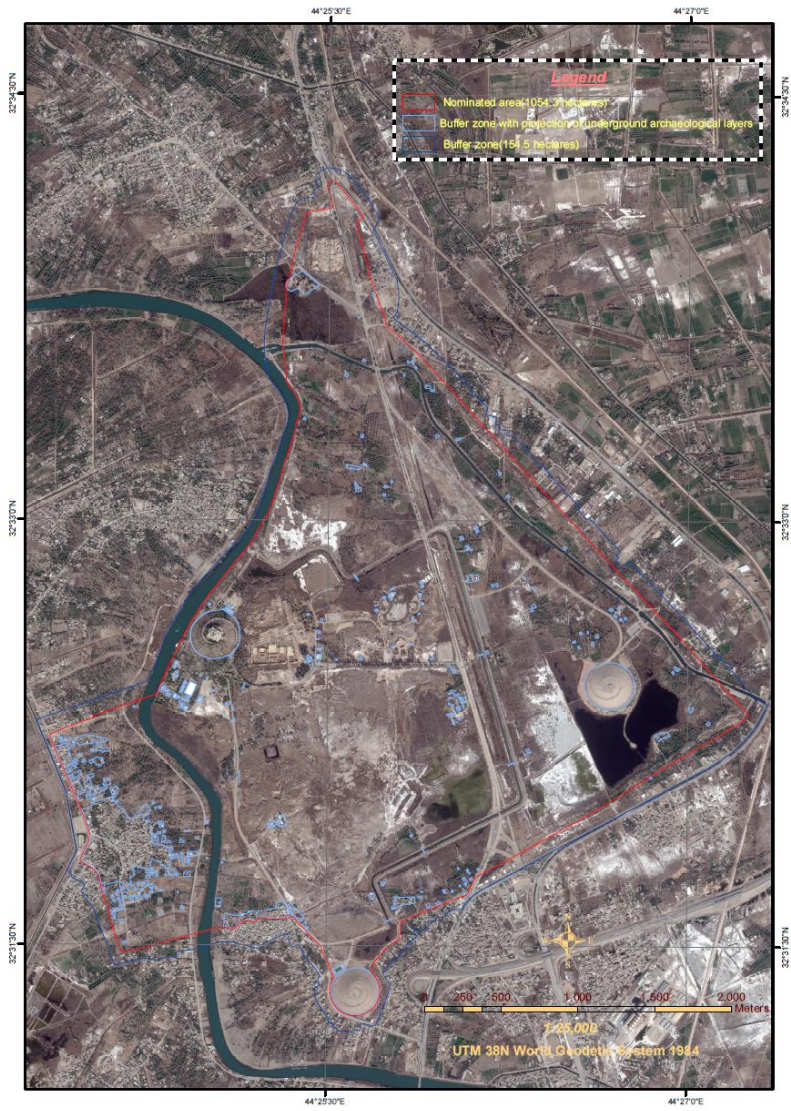 44°25'30"E 44°27'0"E
32°34'30"N 32°34'30"N
Legend
Nominated area(1054.3 hectares)
Buffer zone with protection of underground archaeological layers
Buffer zone(154.5 hectares)
32°33'0"N 32°33'0"N
32°31'30"N 32°31'30"N
N
E
S
0 250 500 1,000 1,500 2,000
Meters
1:25,000
UTM 38N World Geodetic System 1984
44°25'30"E 44°27'0"E